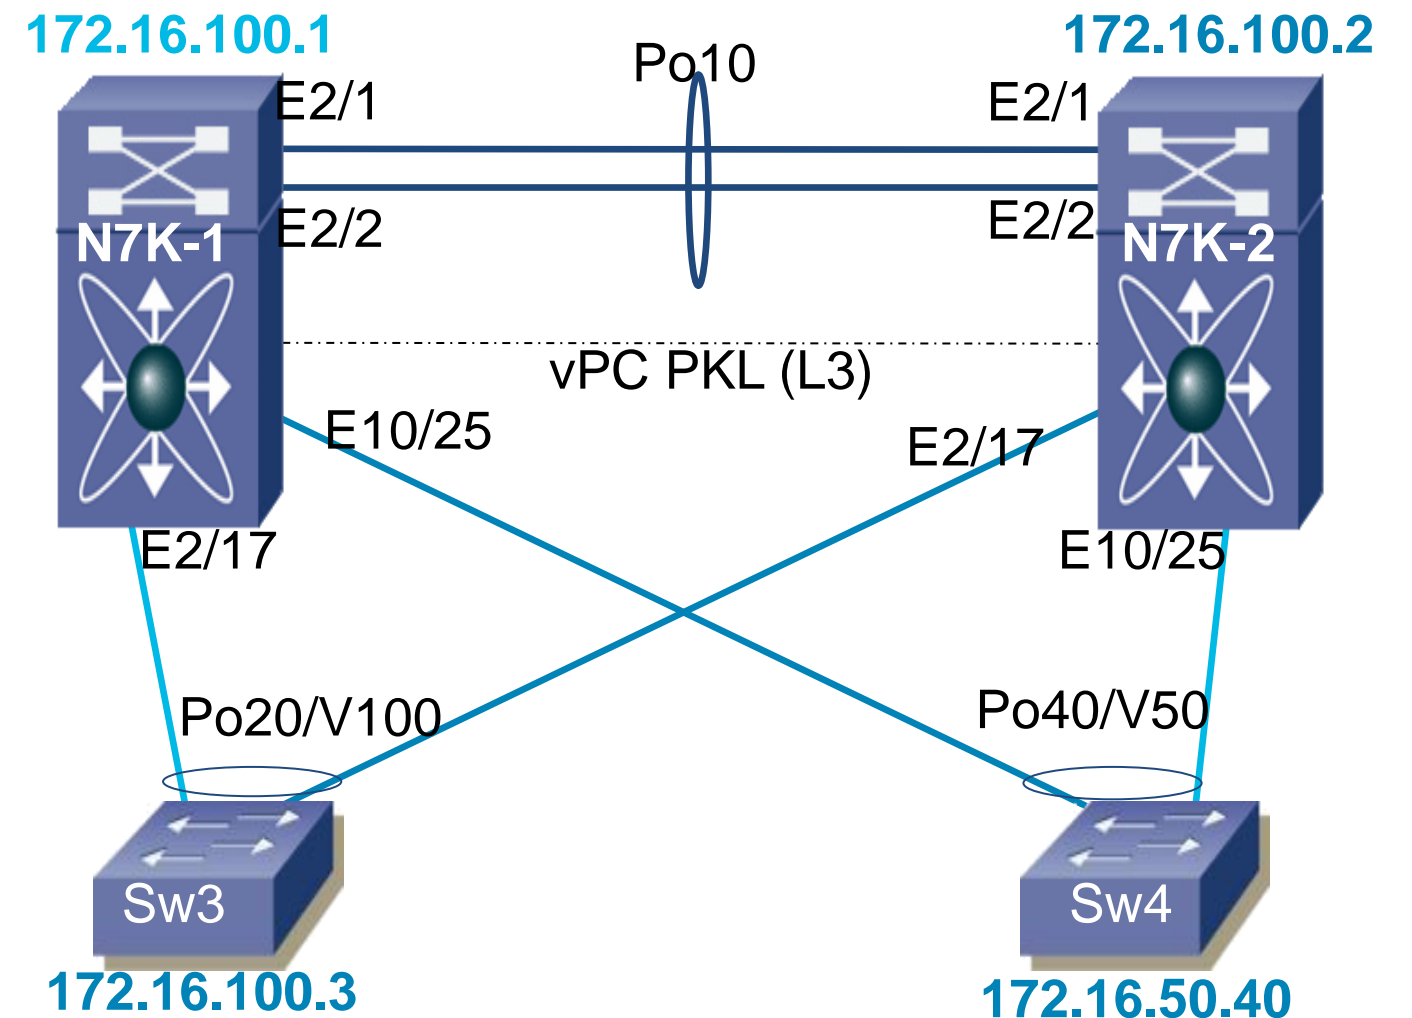 172.16.100.1
172.16.100.2
Po10
E2/1
E2/1
E2/2
E2/2
N7K-1
N7K-2
vPC PKL (L3)
E10/25
E2/17
E2/17
E10/25
Po20/V100
Po40/V50
Sw3
Sw4
172.16.100.3
172.16.50.40